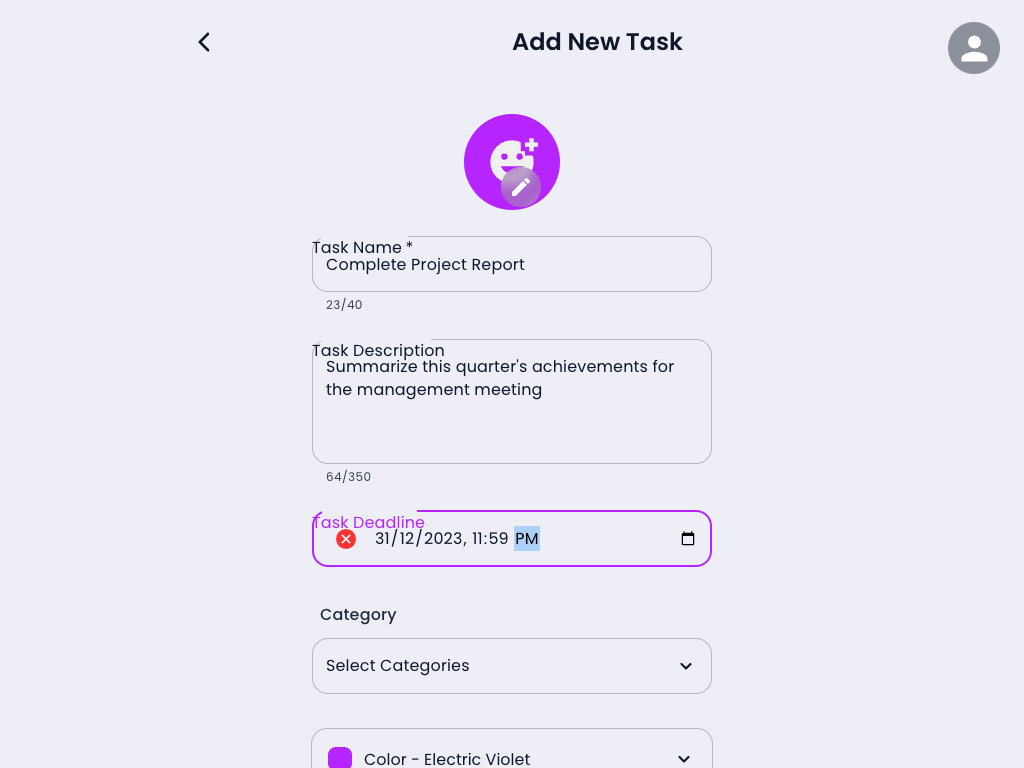 Add New Task
Task Name *
Complete Project Report
23/40
Task Description
Summarize this quarter's achievements for
the management meeting
64/350
Task Deadline
31/12/2023, 11:59 PM
Category
Select Categories
Color - Electric Violet